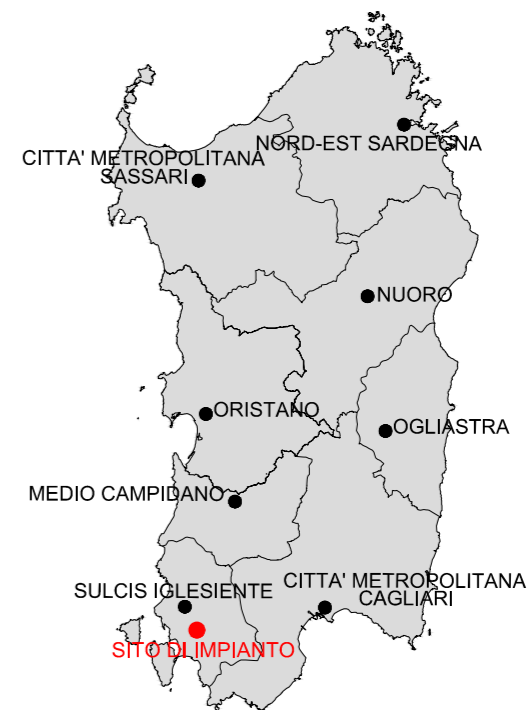 NORD-EST SARDEGNA
CITTA' METROPOLITANA
SASSARI
NUORO
ORISTANO
OGLIASTRA
MEDIO CAMPIDANO
SULCIS IGLESIENTE
CITTA' METROPOLITANA
CAGLIARI
SITO DI IMPIANTO